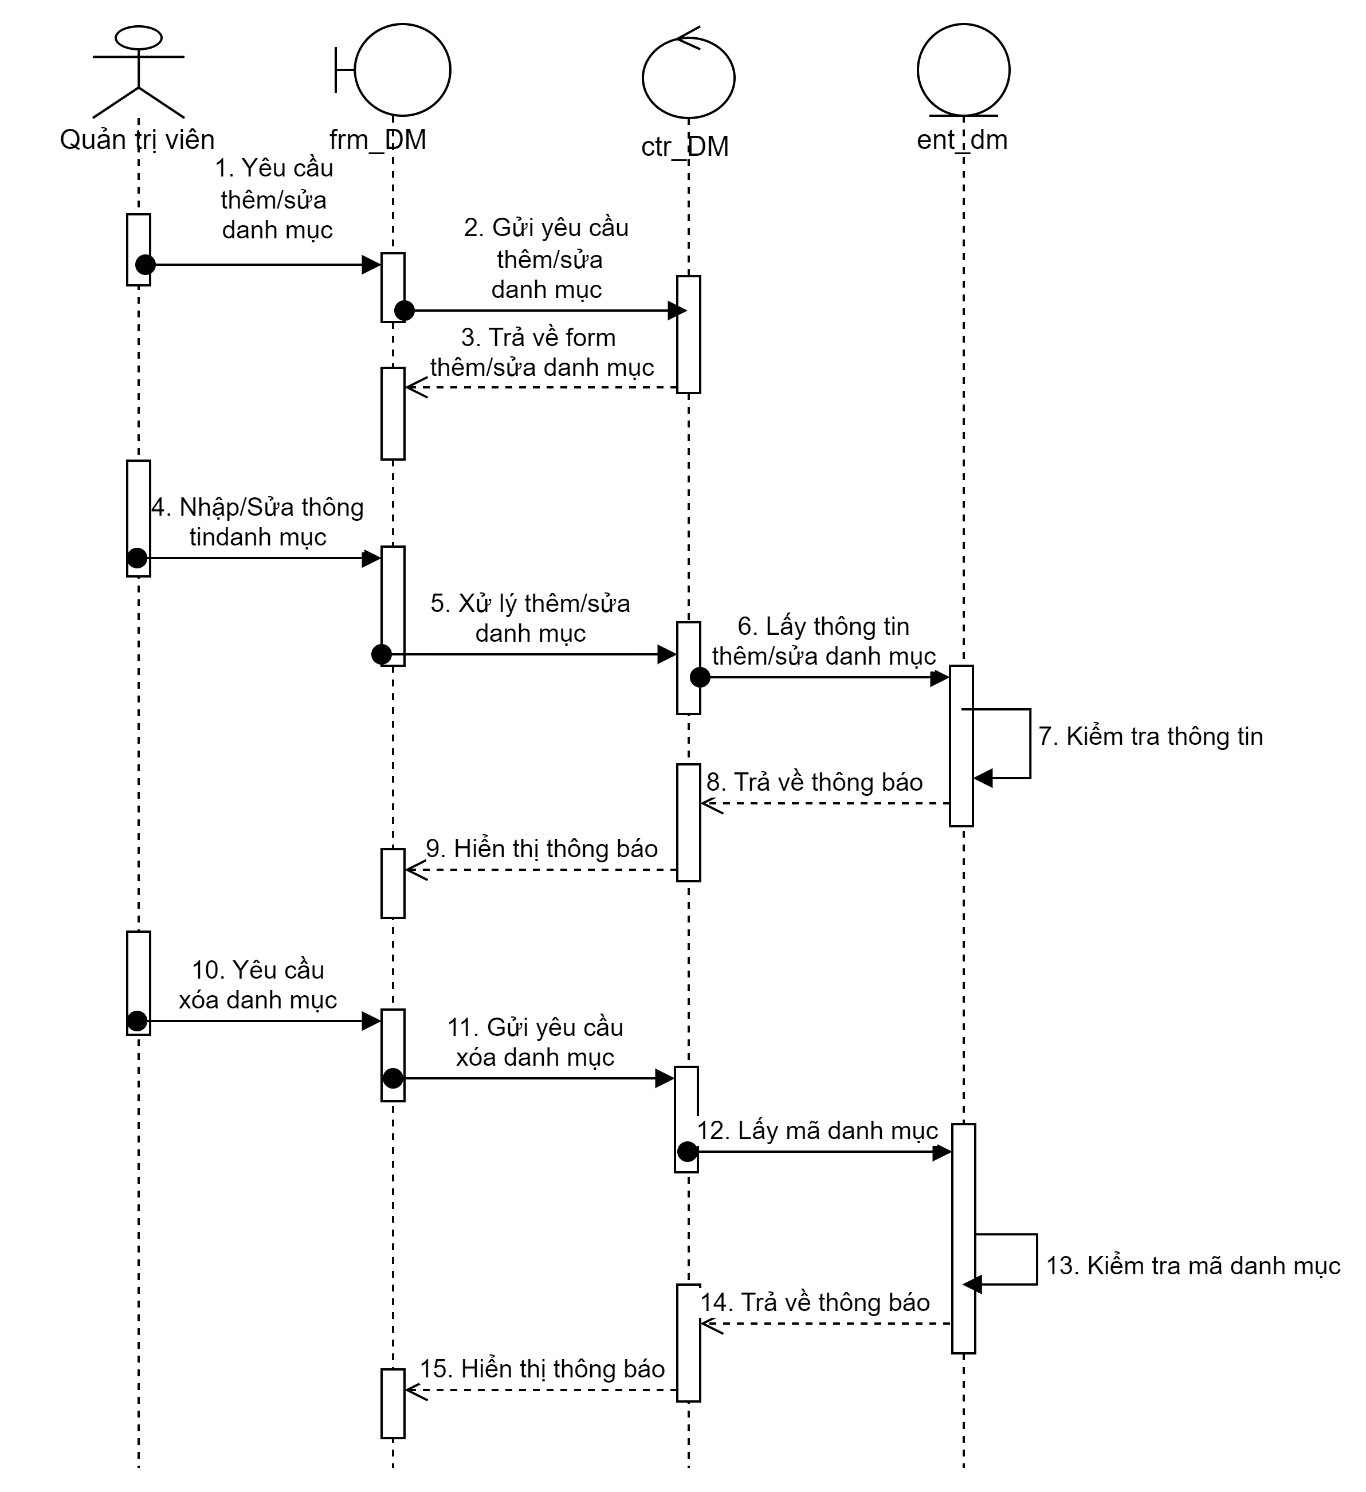 Quản trị viên
frm_DM
ctr_DM
ent_dm
1. Yêu cầu
thêm/sửa
danh mục
2. Gửi yêu cầu
thêm/sửa
danh mục
3. Trả về form
thêm/sửa danh mục
4. Nhập/Sửa thông
tindanh mục
5. Xử lý thêm/sửa
danh mục
6. Lấy thông tin
thêm/sửa danh mục
7. Kiểm tra thông tin
8. Trả về thông báo
9. Hiển thị thông báo
10. Yêu cầu
xóa danh mục
11. Gửi yêu cầu
xóa danh mục
12. Lấy mã danh mục
13. Kiểm tra mã danh mục
14. Trả về thông báo
15. Hiển thị thông báo